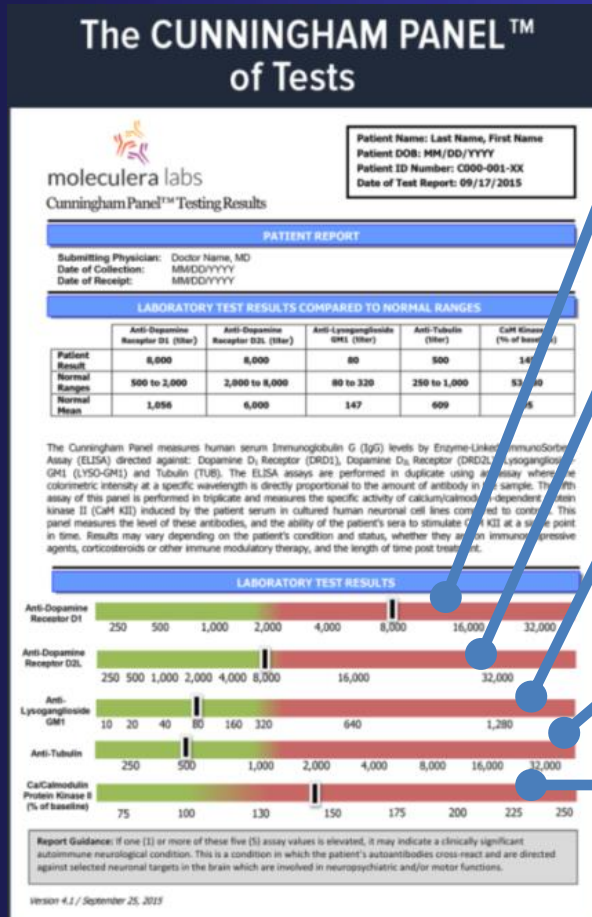 The CUNNINGHAM PANEL™
of Tests
moleculera labs
Cunningham Panel™ Testing Results
Patient Name: Last Name, First Name
Patient DOB: MM/DD/YYYY
Patient ID Number: C000-001-XX
Date of Test Report: 09/17/2015
PATIENT REPORT
Submitting Physician: Doctor Name, MD
Date of Collection: MM/DD/YYYY
Date of Receipt: MM/DD/YYYY
LABORATORY TEST RESULTS COMPARED TO NORMAL RANGES
Anti-Dopamine Receptor D1 (titer) Anti-Dopamine Receptor D2L (titer) Anti-Lysoganglioside GM1 (titer) Anti-Tubulin (titer) CaM Kinase (% of
Patient Result 8,000 8,000 80 500
Normal Ranges 500 to 2,000 2,000 to 8,000 80 to 320 250 to 1,000
Normal Mean 1,056 6,000 147 609
The Cunningham Panel measures human serum Immunoglobulin G (IgG) levels by Enzyme-Linked
Assay (ELISA) directed against: Dopamine D₁ Receptor (DRD1), Dopamine D₂L Receptor (DRD2L)
GM1 (LYSO-GM1) and Tubulin (TUB). The ELISA assays are performed in duplicate using
colorimetric intensity at a specific wavelength is directly proportional to the amount of antibody in sample.
assay of this panel is performed in triplicate and measures the specific activity of
kinase II (CaM KII) induced by the patient serum in cultured human neuronal cell lines to This
panel measures the level of these antibodies, and the ability of the patient's sera to stimulate KII at a point
in time. Results may vary depending on the patient's condition and status, whether they
agents, corticosteroids or other immune modulatory therapy, and the length of time post
LABORATORY TEST RESULTS
Anti-Dopamine
Receptor D1
250 500 1,000 2,000 4,000 8,000 16,000 32,000
Anti-Dopamine
Receptor D2L
250 500 1,000 2,000 4,000 8,000 16,000 32,000
Anti-
Lysoganglioside
GM1
10 20 40 80 160 320 640 1,280
Anti-Tubulin
250 500 1,000 2,000 4,000 8,000 16,000 32,000
Ca/Calmodulin
Protein Kinase II
(% of baseline)
75 100 130 150 175 200 225 250
Report Guidance: If one (1) or more of these five (5) assay values is elevated, it may indicate a clinically significant
autoimmune neurological condition. This is a condition in which the patient's autoantibodies cross-react and are directed
against selected neuronal targets in the brain which are involved in neuropsychiatric and/or motor functions.
Version 4.1 / September 25, 2015